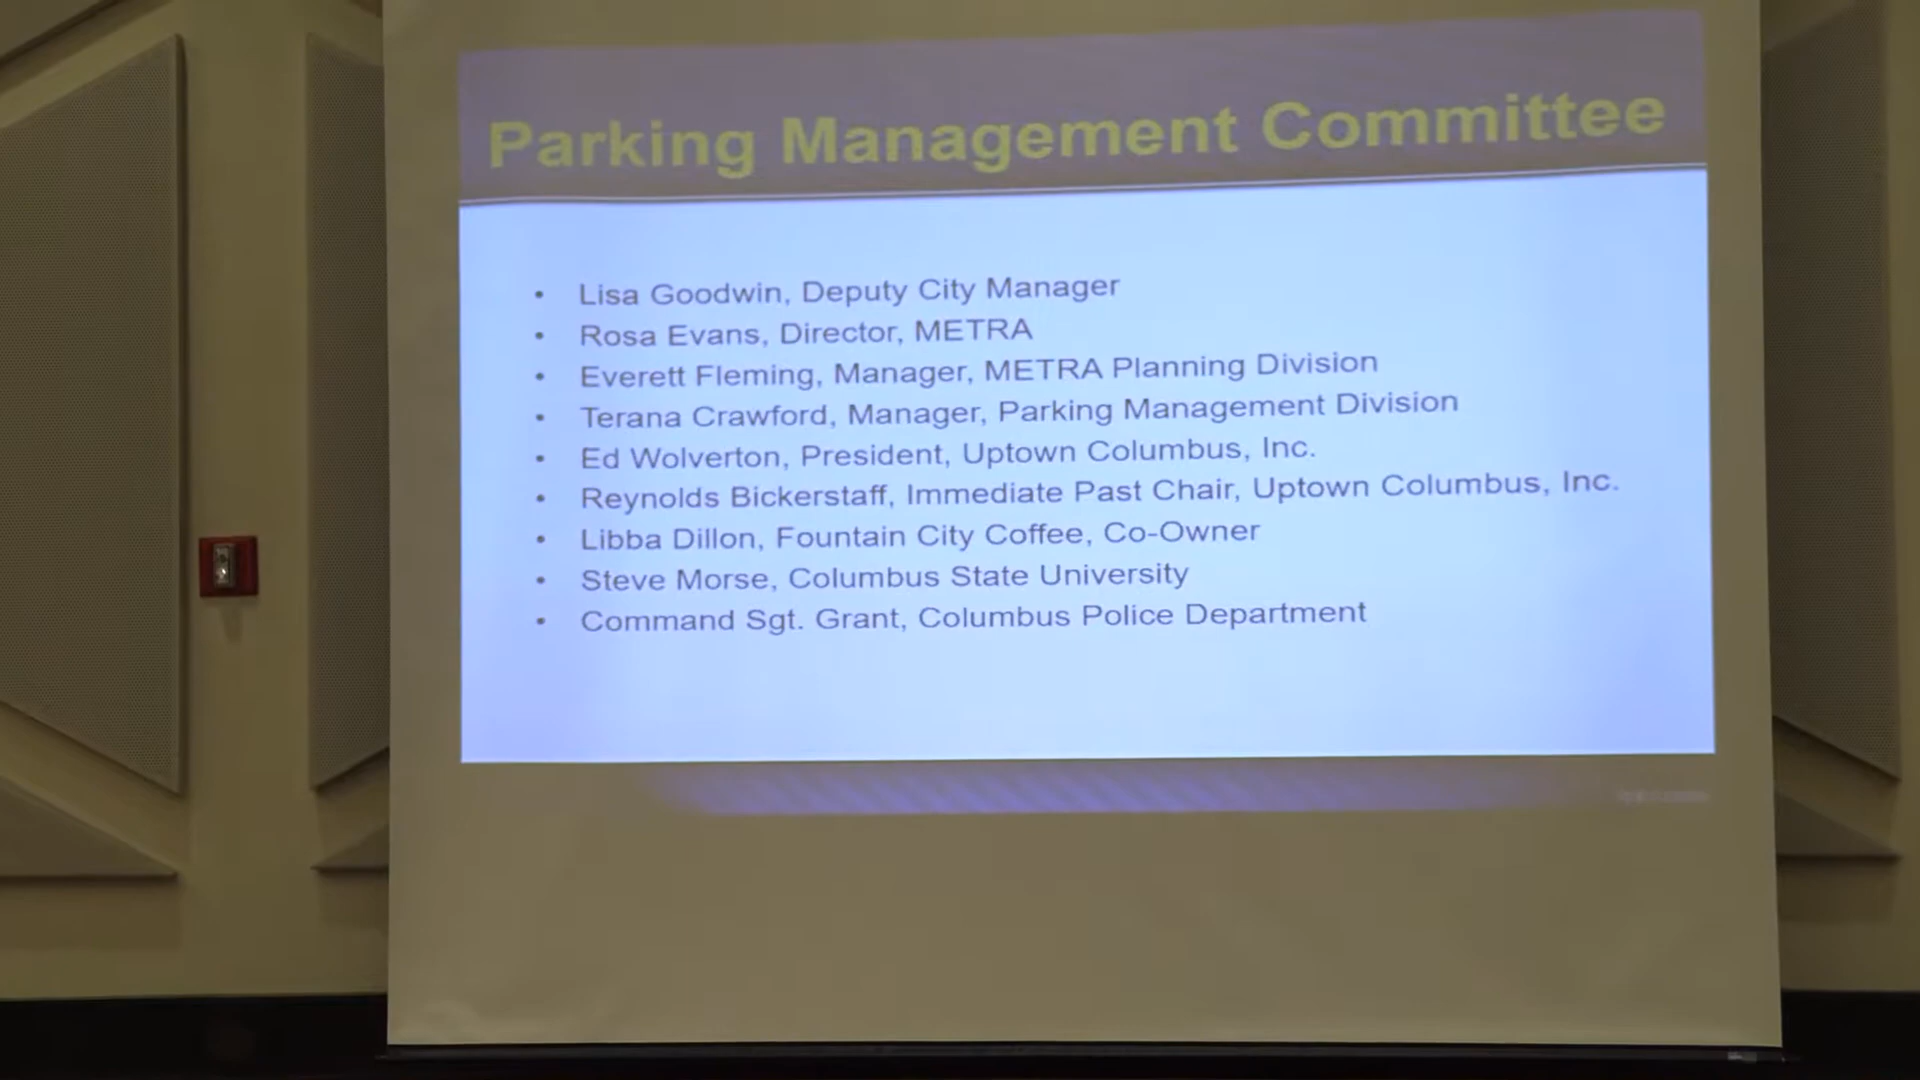 Parking Management Committee
• Lisa Goodwin, Deputy City Manager
• Rosa Evans, Director, METRA
• Everett Fleming, Manager, METRA Planning Division
• Terana Crawford, Manager, Parking Management Division
• Ed Wolverton, President, Uptown Columbus, Inc.
• Reynolds Bickerstaff, Immediate Past Chair, Uptown Columbus, Inc.
• Libba Dillon, Fountain City Coffee, Co-Owner
• Steve Morse, Columbus State University
• Command Sgt. Grant, Columbus Police Department